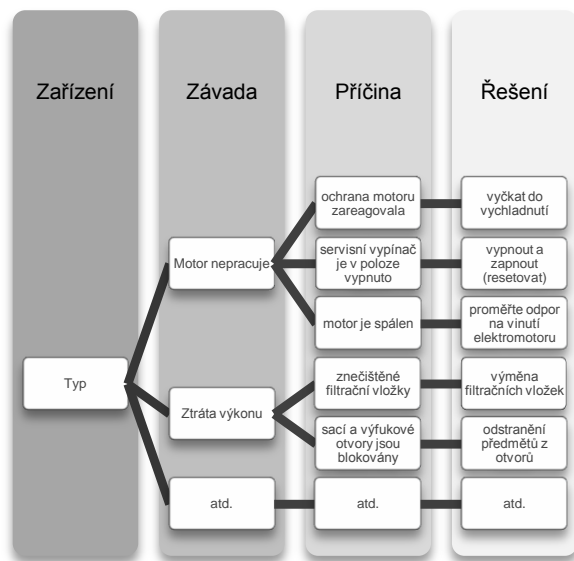 Zařízení
Závada
Příčina
Řešení
ochrana motoru
zareagovala
vyčkat do
vychladnutí
Motor nepracuje
servisní vypínač
je v poloze
vypnuto
vypnout a
zapnout
(resetovat)
motor je spálen
proměřte odpor
na vinutí
elektromotoru
Typ
Ztráta výkonu
znečištěné
filtrační vložky
výměna
filtračních vložek
sací a výfukové
otvory jsou
blokovány
odstranění
předmětů z
otvorů
atd.
atd.
atd.